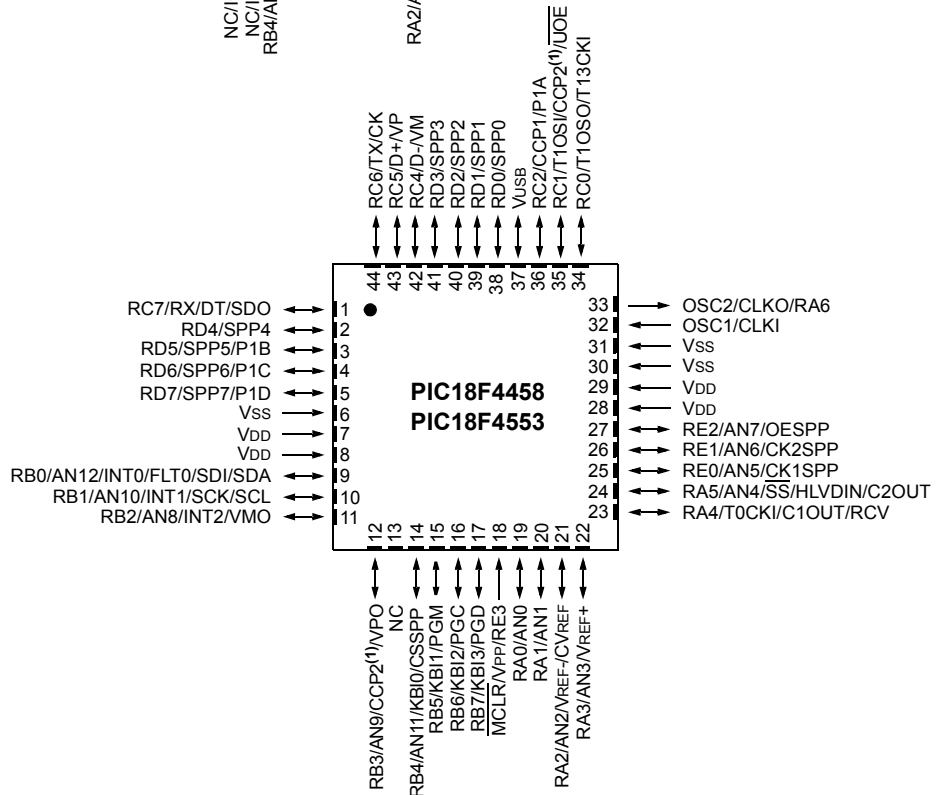 NC/I
NC/I
RB4/A
RA2/A
RC6/TX/CK
RC5/D+/VP
RC4/D-/VM
RD3/SPP3
RD2/SPP2
RD1/SPP1
RD0/SPP0
VUSB
RC2/CCP1/P1A
RC1/T1OSI/CCP2(1)/UOE
RC0/T1OSO/T13CKI
44
43
42
41
40
39
38
37
36
35
34
RC7/RX/DT/SDO 1
RD4/SPP4 2
RD5/SPP5/P1B 3
RD6/SPP6/P1C 4
RD7/SPP7/P1D 5
VSS 6
VDD 7
VDD 8
RB0/AN12/INT0/FLT0/SDI/SDA 9
RB1/AN10/INT1/SCK/SCL 10
RB2/AN8/INT2/VMO 11
PIC18F4458
PIC18F4553
33 OSC2/CLKO/RA6
32 OSC1/CLKI
31 VSS
30 VSS
29 VDD
28 VDD
27 RE2/AN7/OESPP
26 RE1/AN6/CK2SPP
25 RE0/AN5/CK1SPP
24 RA5/AN4/SS/HLVDIN/C2OUT
23 RA4/T0CKI/C1OUT/RCV
12
13
14
15
16
17
18
19
20
21
22
RB3/AN9/CCP2(1)/VPO
NC
RB4/AN11/KBI0/CSSPP
RB5/KBI1/PGM
RB6/KBI2/PGC
RB7/KBI3/PGD
MCLR/VPP/RE3
RA0/AN0
RA1/AN1
RA2/AN2/VREF-/CVREF
RA3/AN3/VREF+